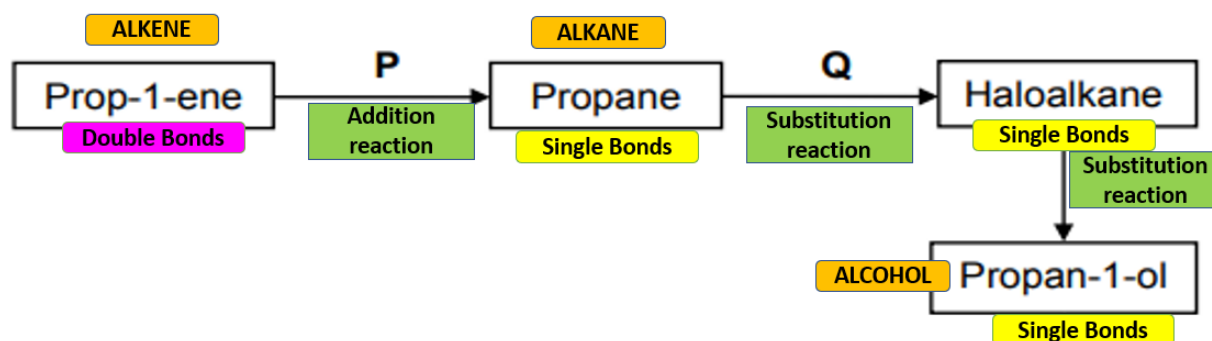 ALKENE
ALKANE
P
Q
Prop-1-ene
Propane
Haloalkane
Double Bonds
Addition
reaction
Single Bonds
Substitution
reaction
Single Bonds
Substitution
reaction
ALCOHOL
Propan-1-ol
Single Bonds